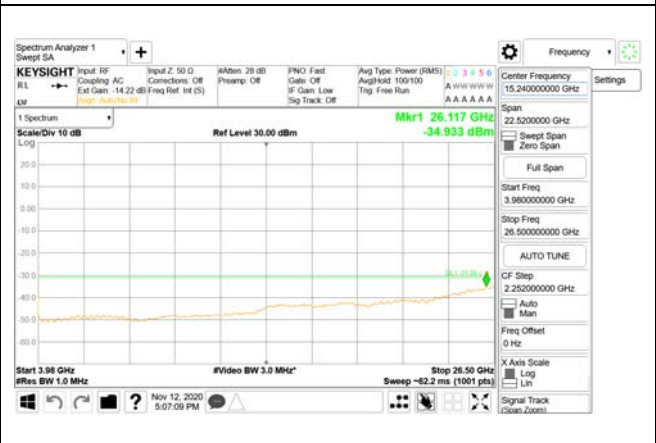 Spectrum Analyzer 1
Swept SA
Frequency
KEYSIGHT
R L
Input: RF
Coupling: AC
Ext Gain: -14.22 dB
Align: Auto/No RF
Input Z: 50 Ω
Corrections: Off
Freq Ref: Int (S)
#Atten: 28 dB
Preamp: Off
PNO: Fast
Gate: Off
IF Gain: Low
Sig Track: Off
Avg Type: Power (RMS)
Avg|Hold: 100/100
Trig: Free Run
1 2 3 4 5 6
A W W W W W
A A A A A A
1 Spectrum
Scale/Div 10 dB
Ref Level 30.00 dBm
Mkr1 26.117 GHz
-34.933 dBm
Log
20.0
10.0
0.00
-10.0
-20.0
-30.0
-40.0
-50.0
-60.0
Start 3.98 GHz
#Res BW 1.0 MHz
#Video BW 3.0 MHz*
Stop 26.50 GHz
Sweep ~62.2 ms (1001 pts)
Nov 12, 2020
5:07:09 PM
Center Frequency
15.240000000 GHz
Settings
Span
22.5200000 GHz
Swept Span
Zero Span
Full Span
Start Freq
3.980000000 GHz
Stop Freq
26.500000000 GHz
AUTO TUNE
CF Step
2.252000000 GHz
Auto
Man
Freq Offset
0 Hz
X Axis Scale
Log
Lin
Signal Track
(Span Zoom)